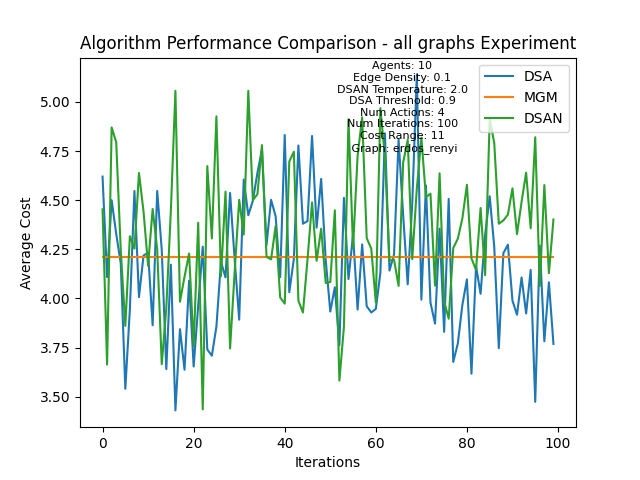 Algorithm Performance Comparison - all graphs Experiment
Agents: 10
Edge Density: 0.1
DSAN Temperature: 2.0
DSA Threshold: 0.9
Num Actions: 4
Num Iterations: 100
Cost Range: 11
Graph: erdos_renyi
DSA
MGM
DSAN
Average Cost
5.00
4.75
4.50
4.25
4.00
3.75
3.50
0 20 40 60 80 100
Iterations